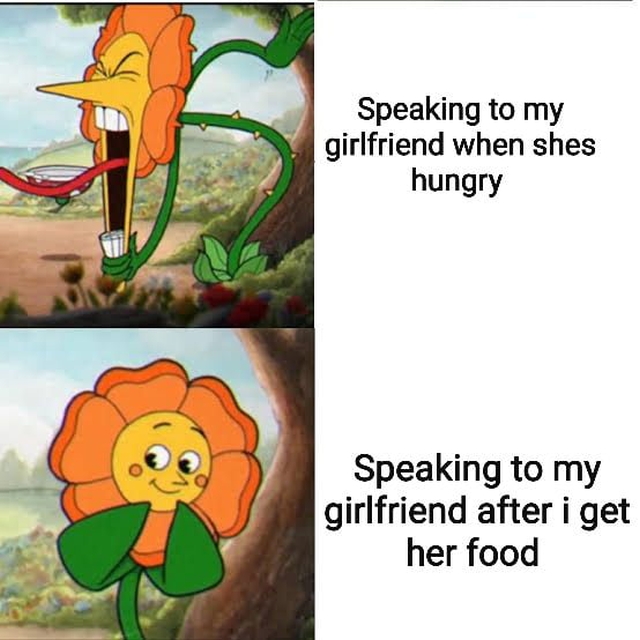 Speaking to my
girlfriend when shes
hungry
Speaking to my
girlfriend after i get
her food